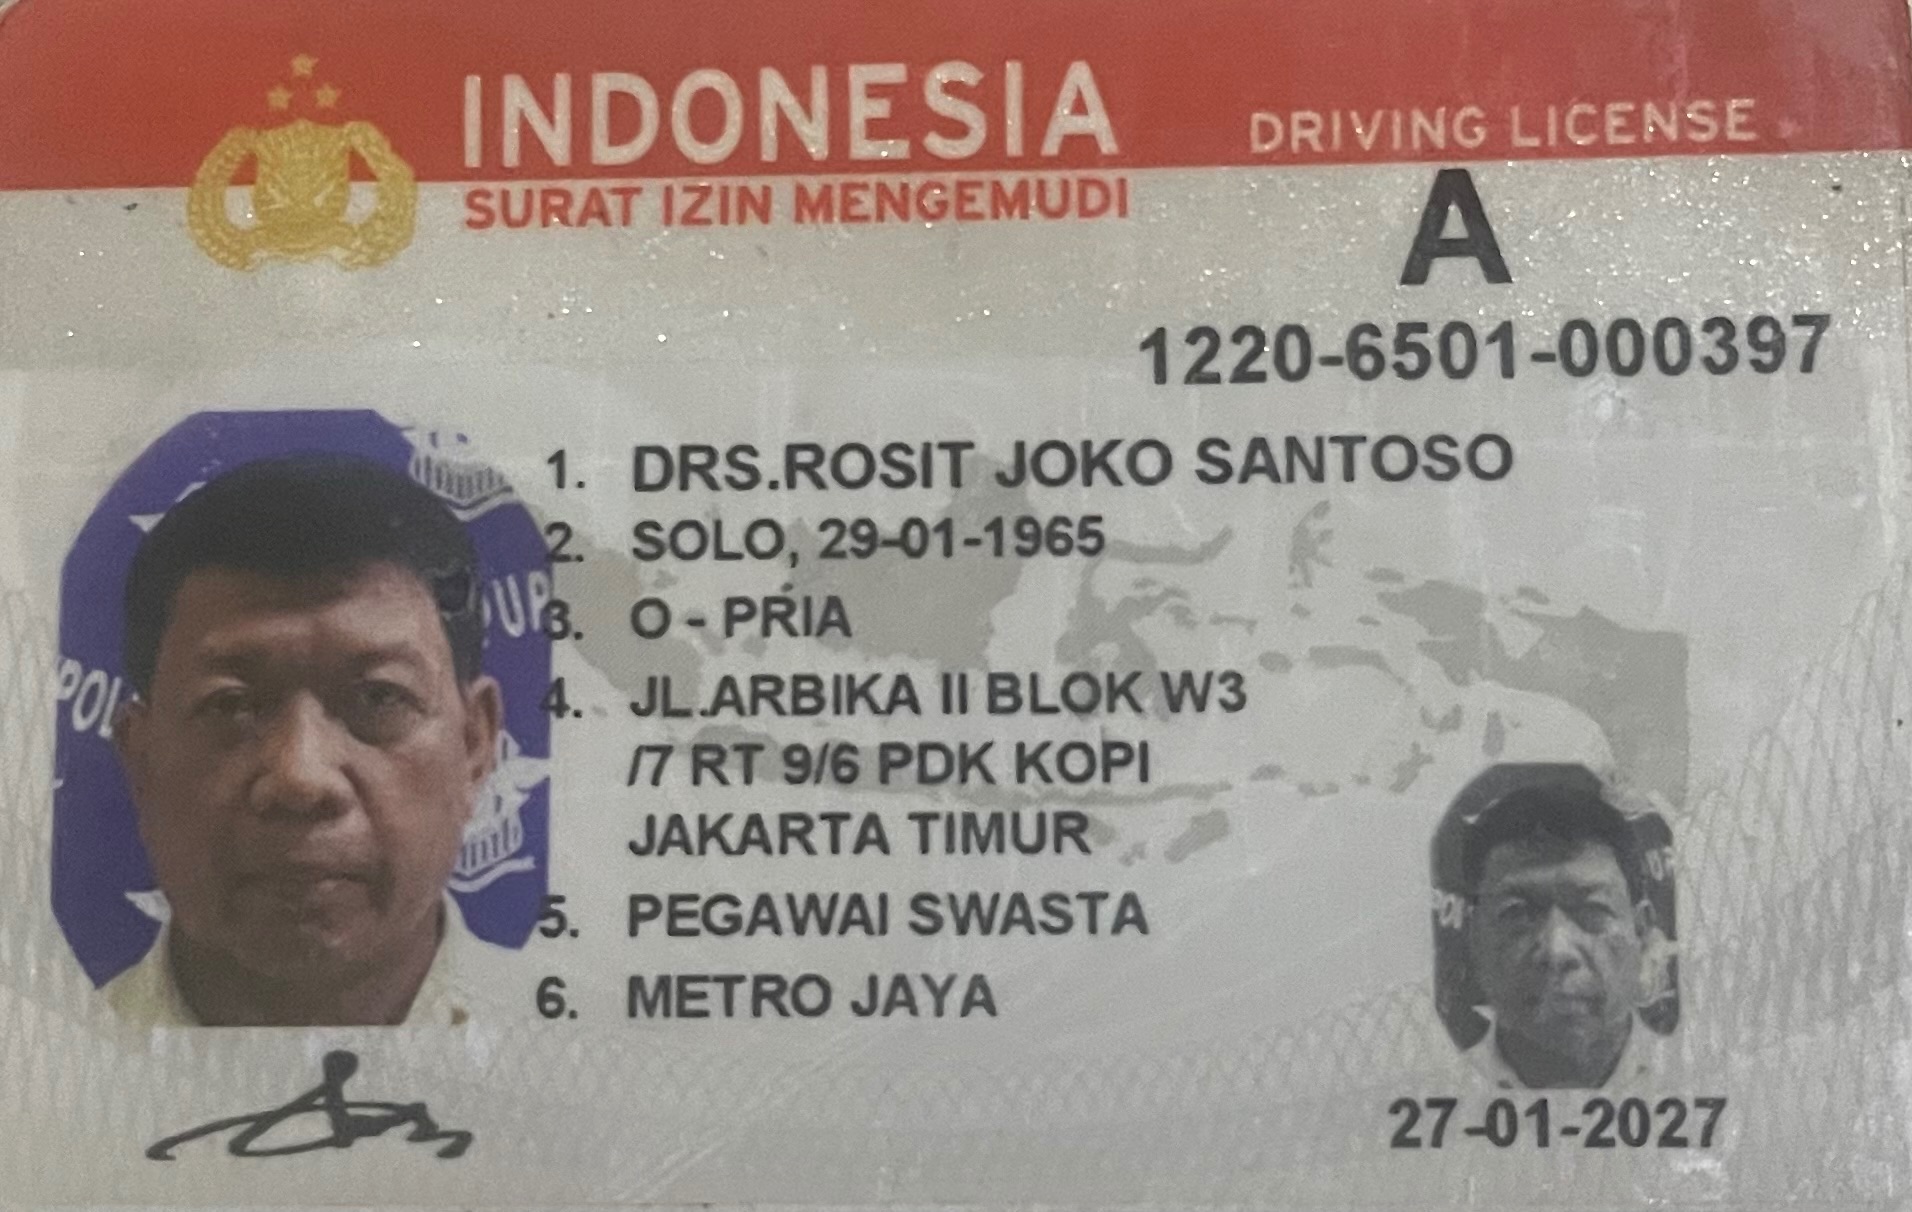 INDONESIA
DRIVING LICENSE
SURAT IZIN MENGEMUDI
A
1220-6501-000397
1. DRS.ROSIT JOKO SANTOSO
2. SOLO, 29-01-1965
3. O - PRIA
4. JL.ARBIKA II BLOK W3
/7 RT 9/6 PDK KOPI
JAKARTA TIMUR
5. PEGAWAI SWASTA
6. METRO JAYA
27-01-2027